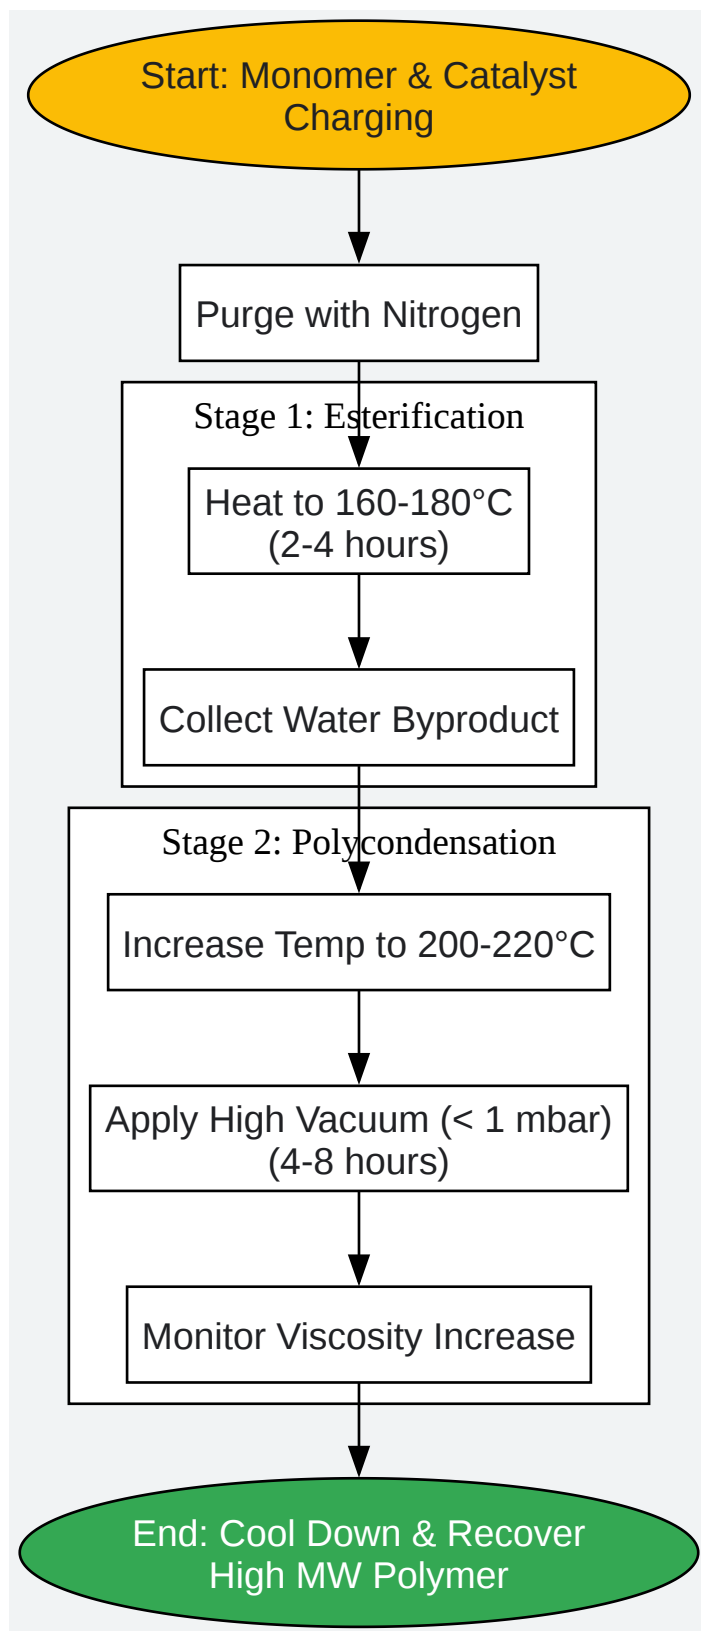 Start: Monomer & Catalyst
Charging
Purge with Nitrogen
Stage 1: Esterification
Heat to 160-180°C
(2-4 hours)
Collect Water Byproduct
Stage 2: Polycondensation
Increase Temp to 200-220°C
Apply High Vacuum (< 1 mbar)
(4-8 hours)
Monitor Viscosity Increase
End: Cool Down & Recover
High MW Polymer